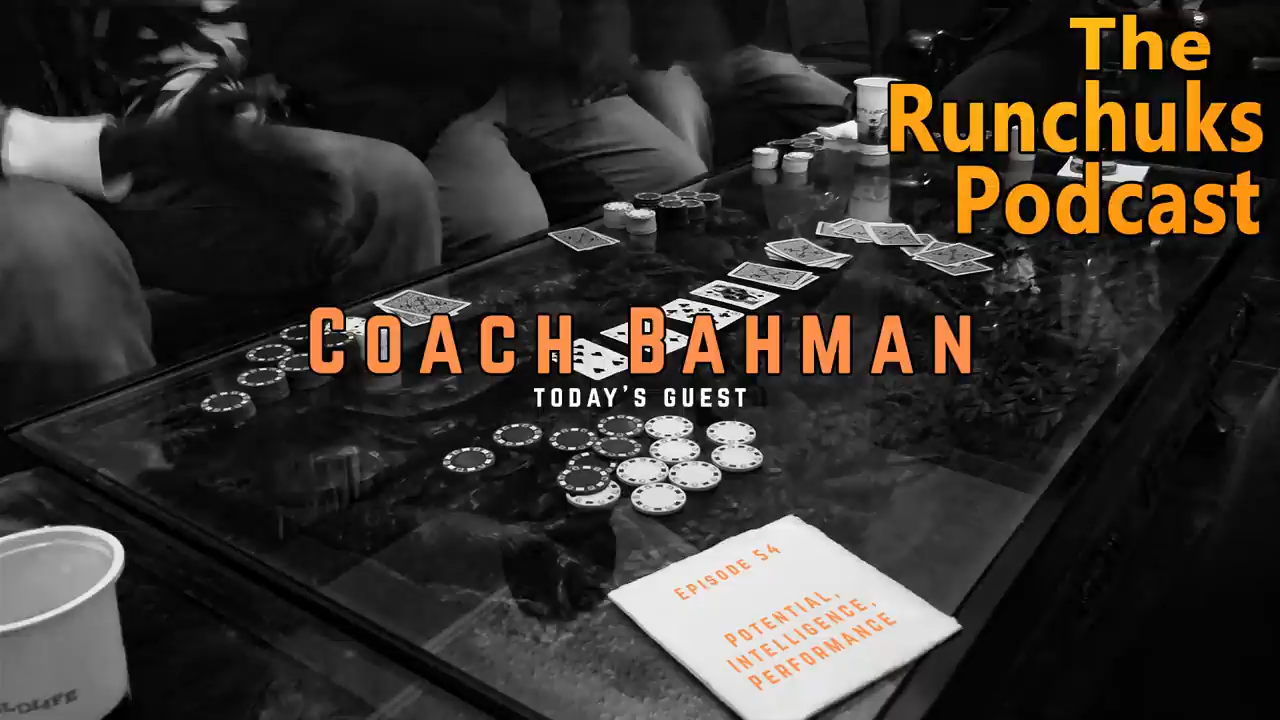 The
Runchuks
Podcast
Coach Bahman
TODAY'S GUEST
EPISODE 54
POTENTIAL,
INTELLIGENCE,
PERFORMANCE